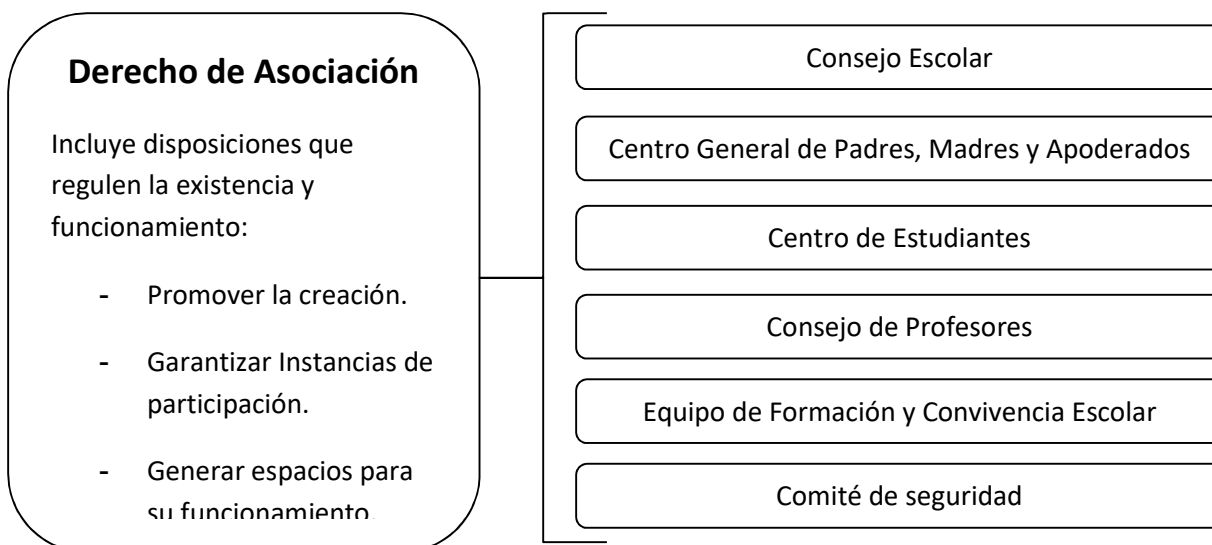 Derecho de Asociación
Incluye disposiciones que
regulen la existencia y
funcionamiento:
- Promover la creación.
- Garantizar Instancias de
participación.
- Generar espacios para
su funcionamiento.
Consejo Escolar
Centro General de Padres, Madres y Apoderados
Centro de Estudiantes
Consejo de Profesores
Equipo de Formación y Convivencia Escolar
Comité de seguridad